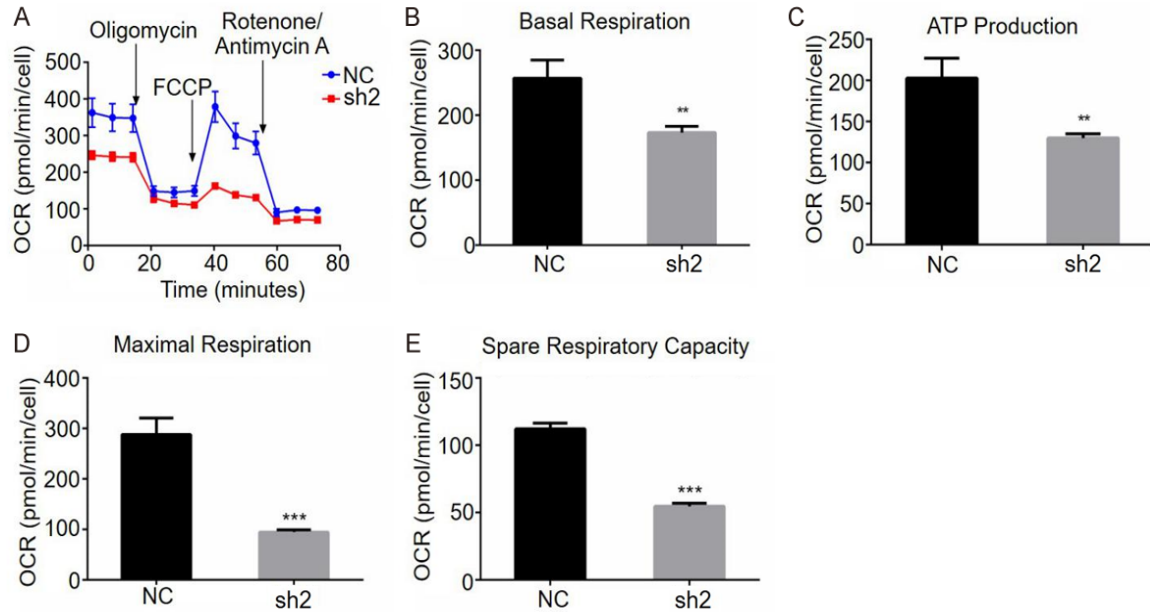 A
Oligomycin
Rotenone/
Antimycin A
FCCP
NC
sh2
OCR (pmol/min/cell)
500
400
300
200
100
0
0
20
40
60
80
Time (minutes)
B
Basal Respiration
OCR (pmol/min/cell)
300
200
100
0
**
NC
sh2
C
ATP Production
OCR (pmol/min/cell)
250
200
150
100
50
0
**
NC
sh2
D
Maximal Respiration
OCR (pmol/min/cell)
400
300
200
100
0
***
NC
sh2
E
Spare Respiratory Capacity
OCR (pmol/min/cell)
150
100
50
0
***
NC
sh2